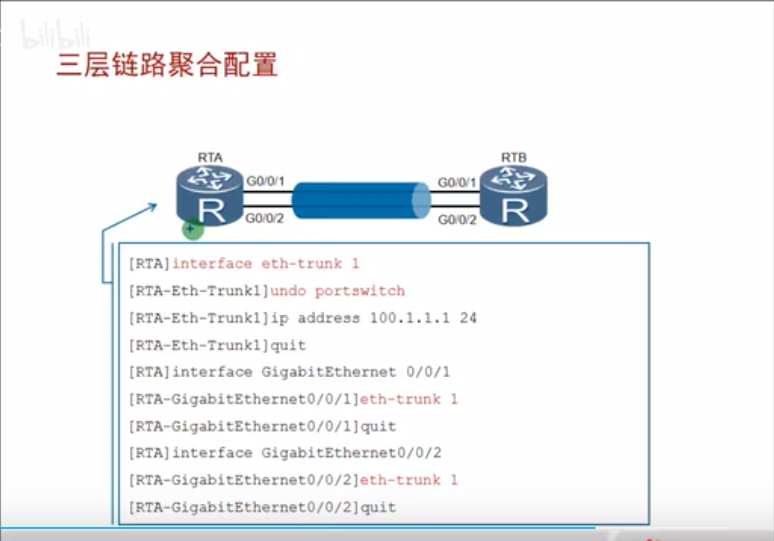 bilibili
三层链路聚合配置
RTA
RTB
G0/0/1
G0/0/1
G0/0/2
G0/0/2
R
R
[RTA]interface eth-trunk 1
[RTA-Eth-Trunk1]undo portswitch
[RTA-Eth-Trunk1]ip address 100.1.1.1 24
[RTA-Eth-Trunk1]quit
[RTA]interface GigabitEthernet 0/0/1
[RTA-GigabitEthernet0/0/1]eth-trunk 1
[RTA-GigabitEthernet0/0/1]quit
[RTA]interface GigabitEthernet0/0/2
[RTA-GigabitEthernet0/0/2]eth-trunk 1
[RTA-GigabitEthernet0/0/2]quit